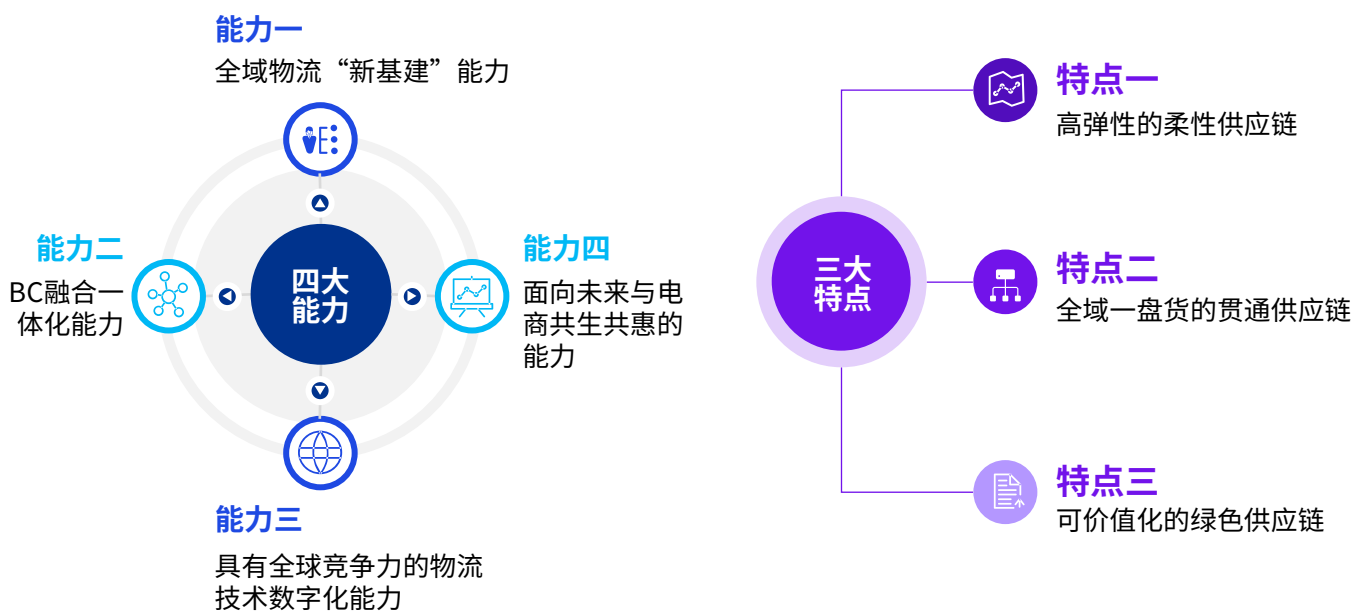 能力一
全域物流“新基建”能力
能力二
BC融合一
体化能力
四大
能力
能力四
面向未来与电
商共生共惠的
能力
能力三
具有全球竞争力的物流
技术数字化能力
三大
特点
特点一
高弹性的柔性供应链
特点二
全域一盘货的贯通供应链
特点三
可价值化的绿色供应链